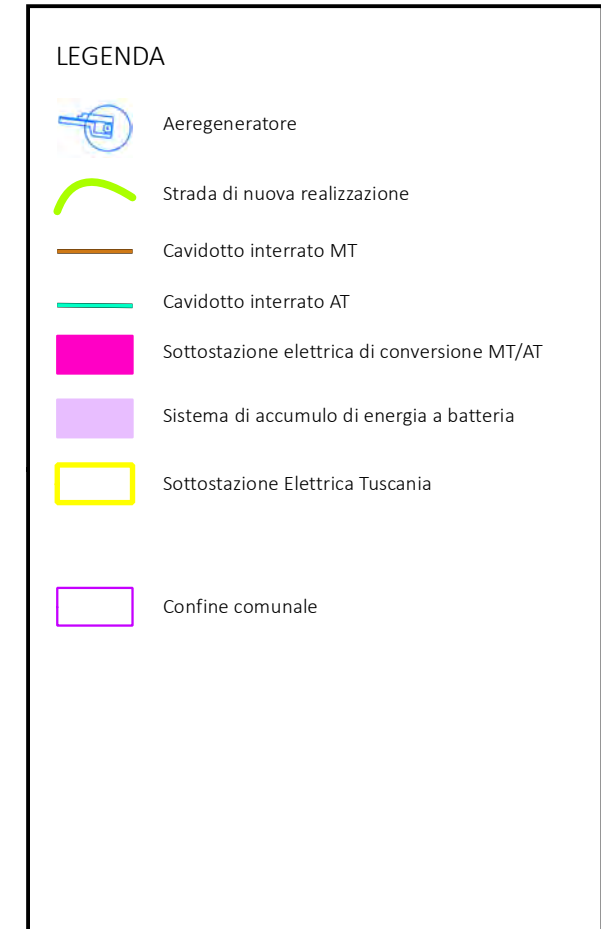 LEGENDA
Aeregeneratore
Strada di nuova realizzazione
Cavidotto interrato MT
Cavidotto interrato AT
Sottostazione elettrica di conversione MT/AT
Sistema di accumulo di energia a batteria
Sottostazione Elettrica Tuscania
Confine comunale